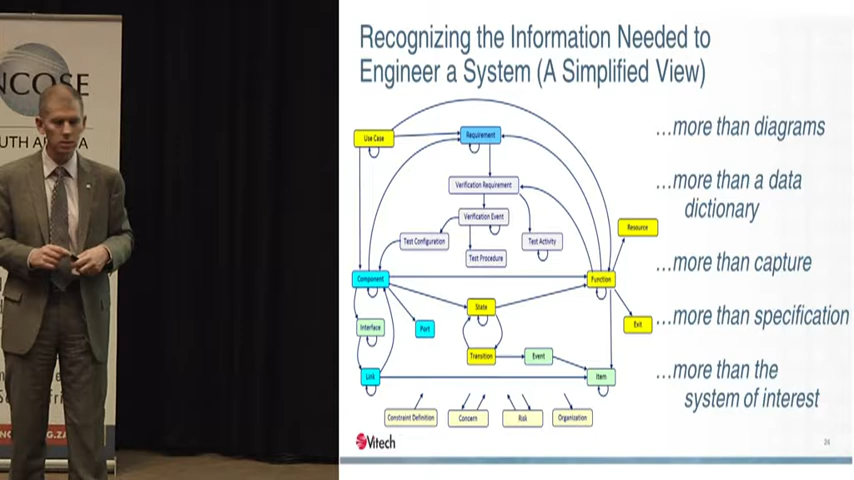 NCOSE
UTH AFRICA
Recognizing the Information Needed to
Engineer a System (A Simplified View)
Use Case
Requirement
Verification Requirement
Verification Event
Test Configuration
Test Activity
Test Procedure
Resource
Component
Function
State
Exit
Interface
Port
Transition
Event
Link
Item
Constraint Definition
Concern
Risk
Organization
…more than diagrams
…more than a data
dictionary
…more than capture
…more than specification
…more than the
system of interest
Vitech